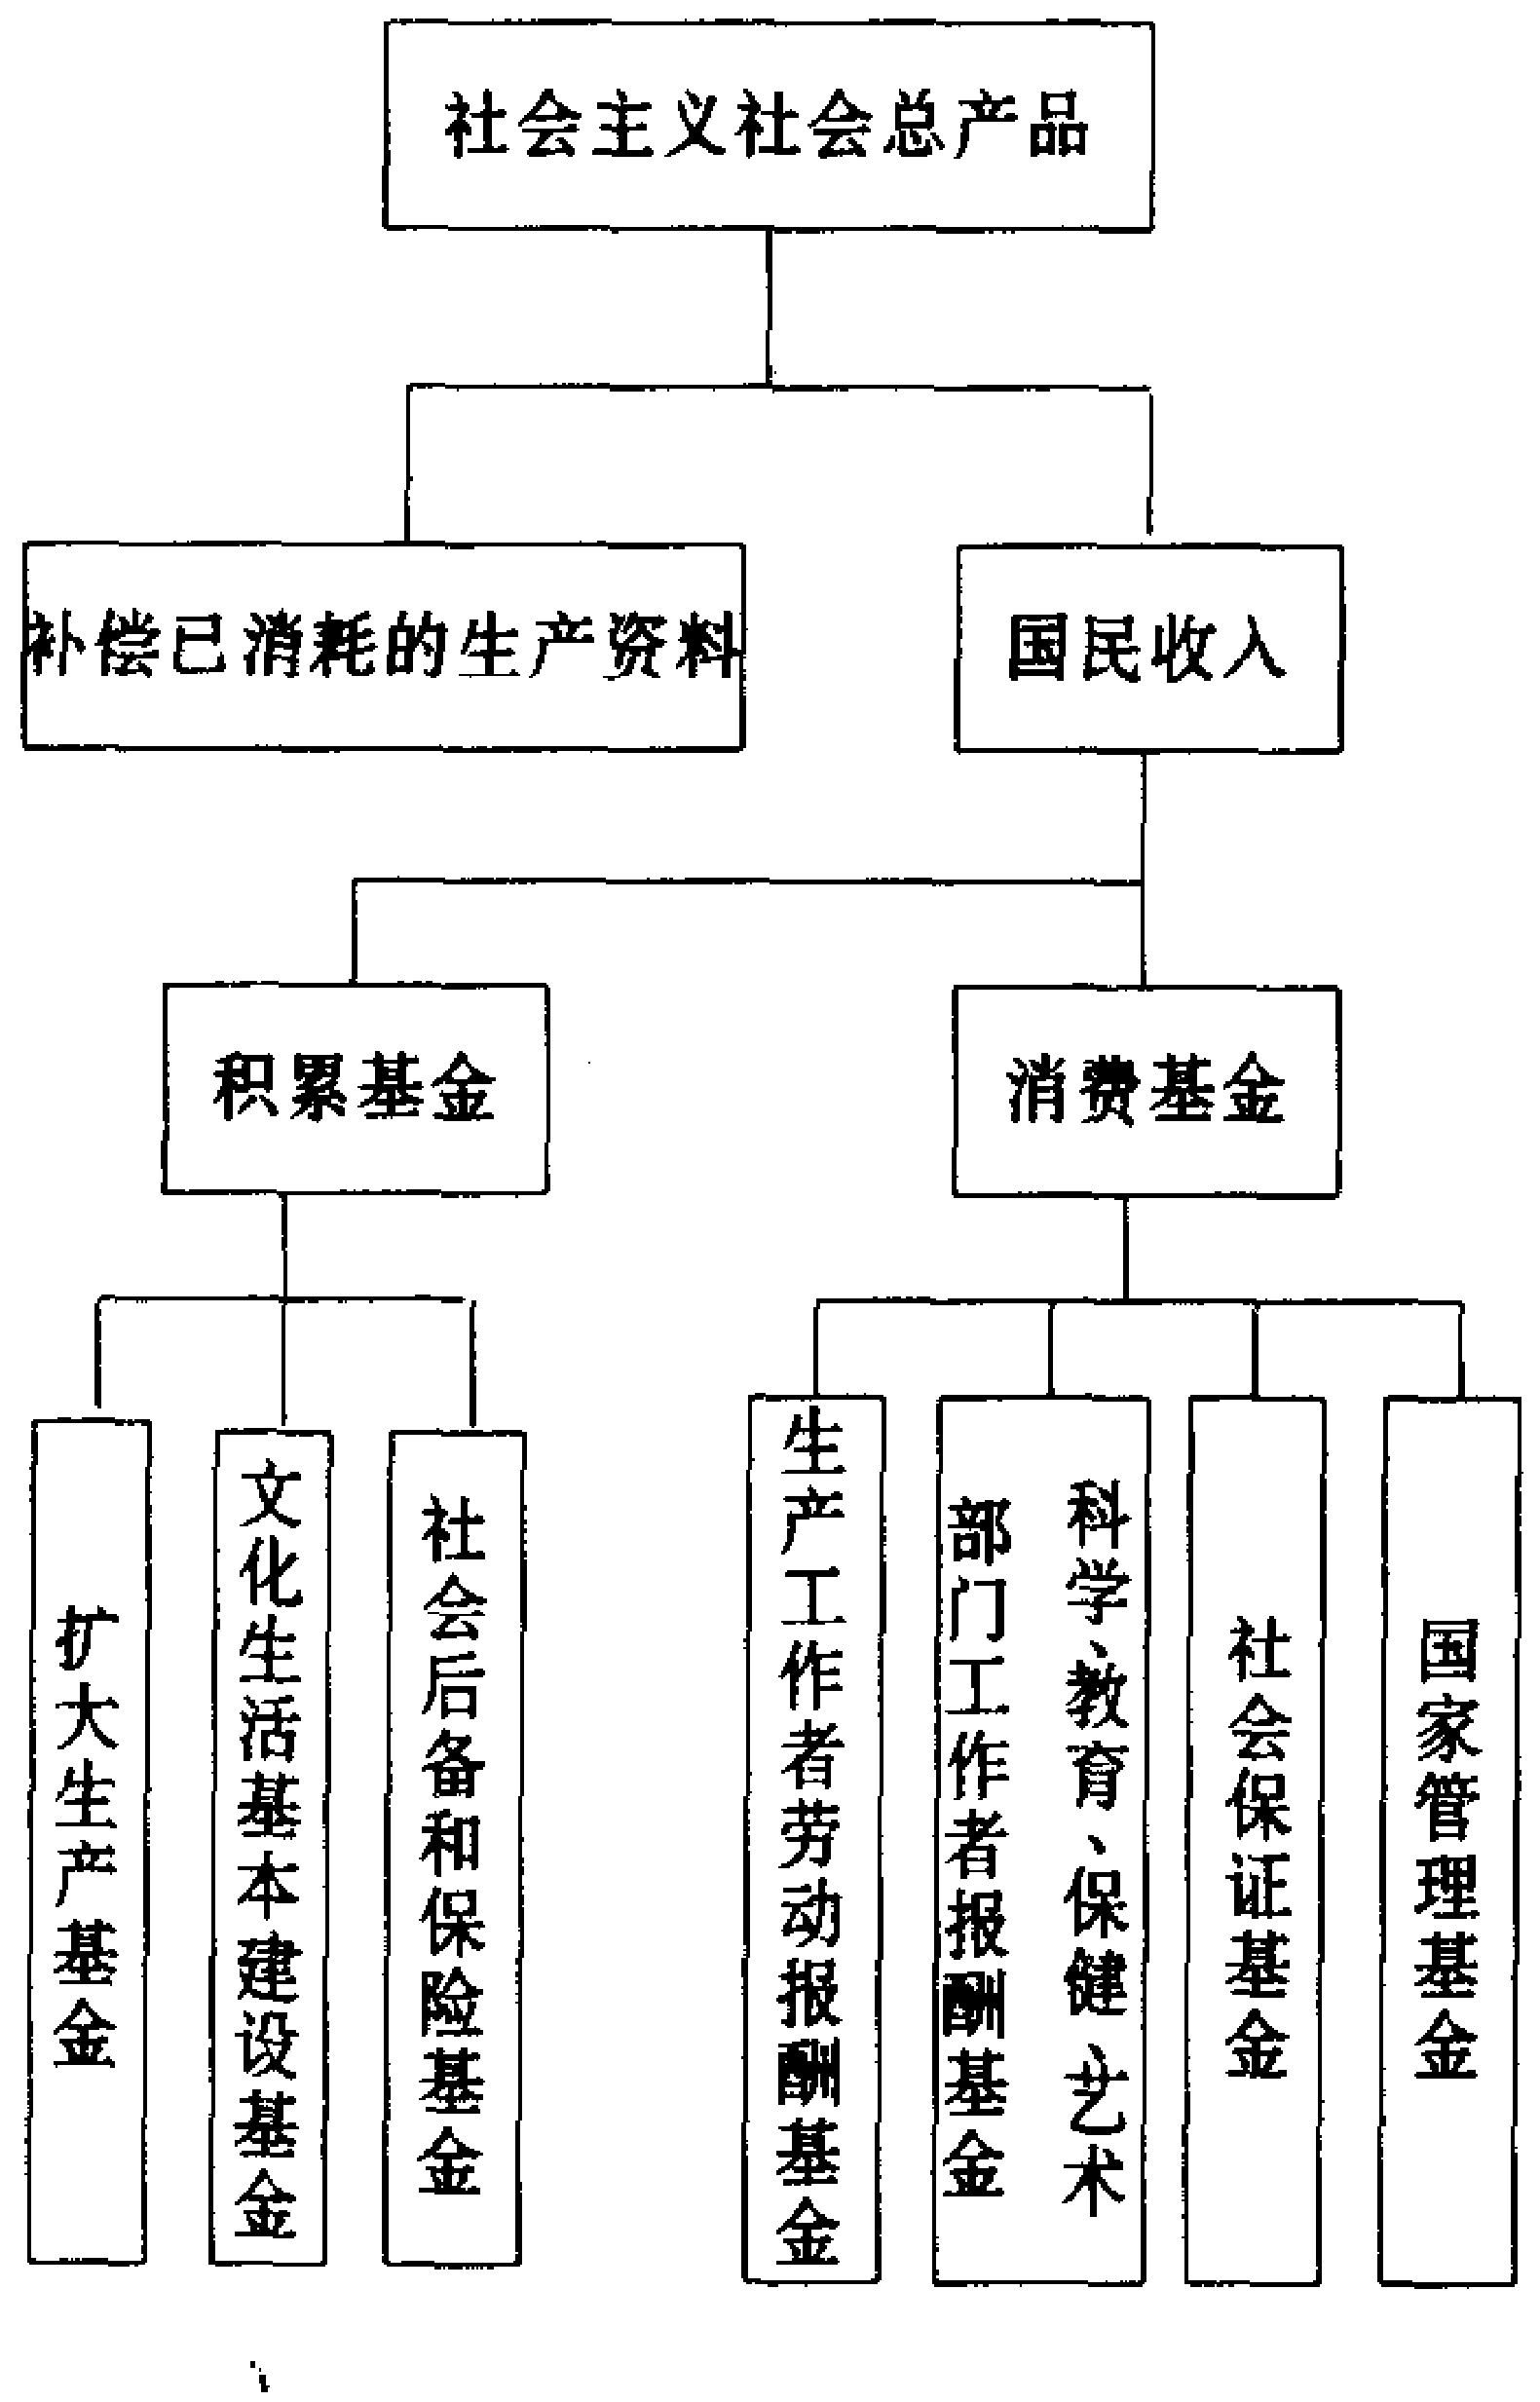 社会主义社会总产品
补偿已消耗的生产资料
国民收入
积累基金
消费基金
扩大生产基金
文化生活基本建设基金
社会后备和保险基金
生产工作者劳动报酬基金
科学、教育、保健、艺术
部门工作者报酬基金
社会保证基金
国家管理基金